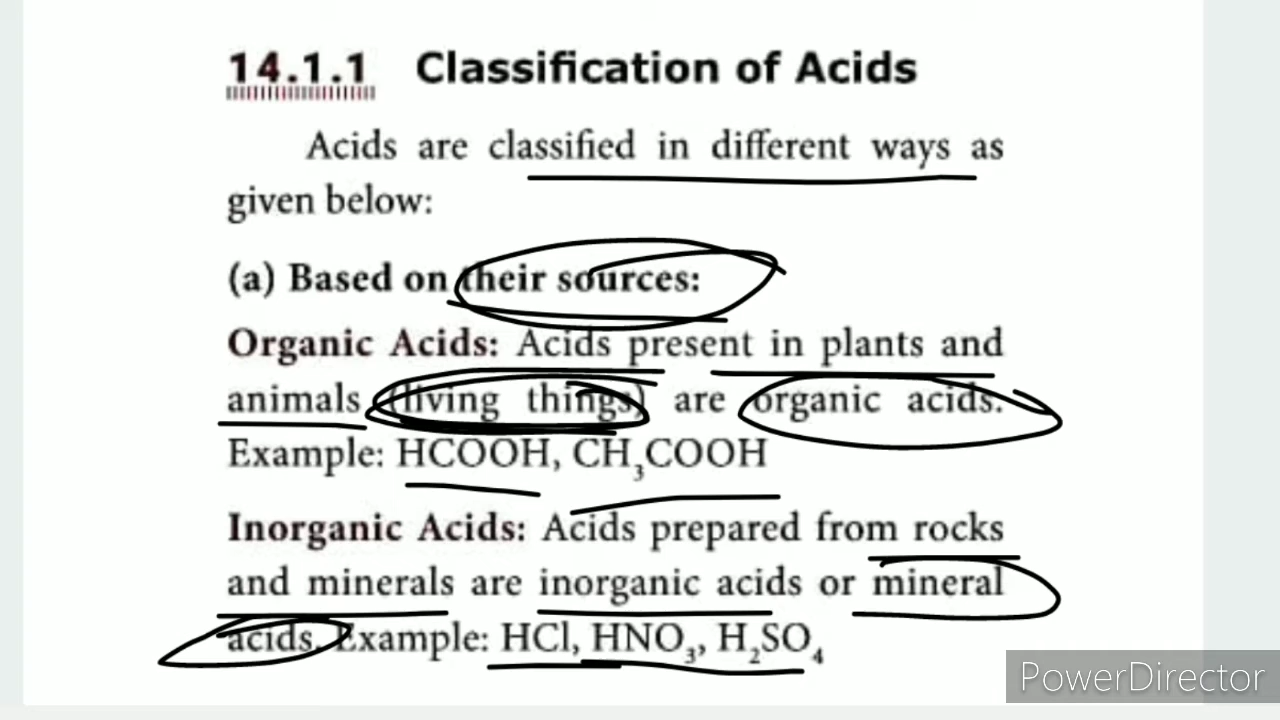 14.1.1 Classification of Acids
Acids are classified in different ways as
given below:
(a) Based on their sources:
Organic Acids: Acids present in plants and
animals (living things) are organic acids.
Example: HCOOH, CH₃COOH
Inorganic Acids: Acids prepared from rocks
and minerals are inorganic acids or mineral
acids. Example: HCl, HNO₃, H₂SO₄
PowerDirector